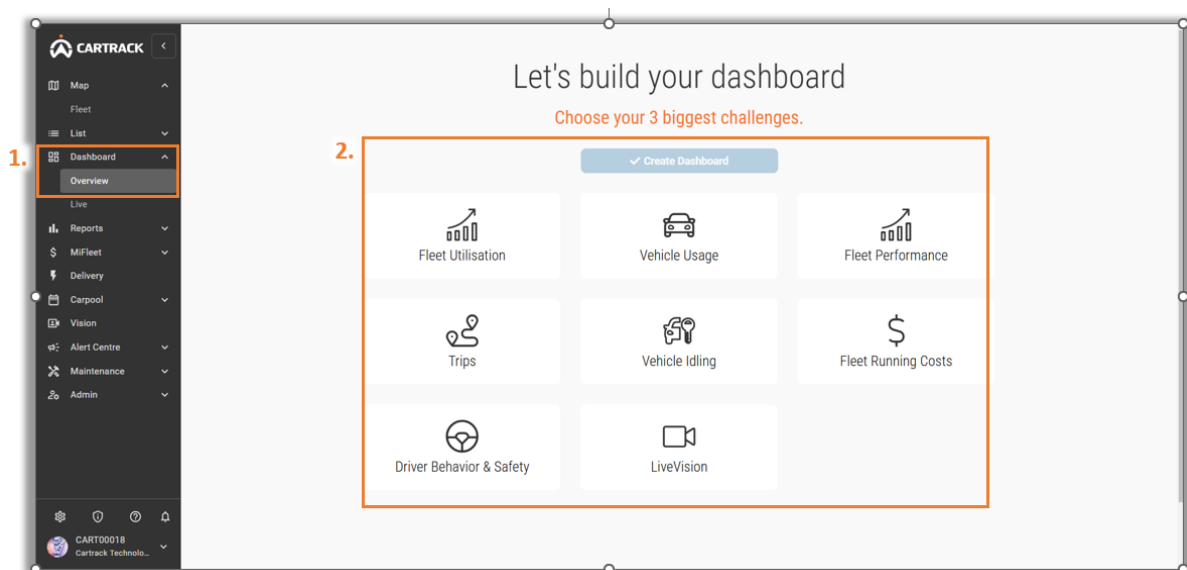 CARTRACK
Map
Fleet
List
1.
Dashboard
Overview
Live
Reports
$ MiFleet
Delivery
Carpool
Vision
Alert Centre
Maintenance
Admin
CART00018
Cartrack Technolo...
Let's build your dashboard
Choose your 3 biggest challenges.
2.
Create Dashboard
Fleet Utilisation
Vehicle Usage
Fleet Performance
Trips
Vehicle Idling
$
Fleet Running Costs
Driver Behavior & Safety
LiveVision